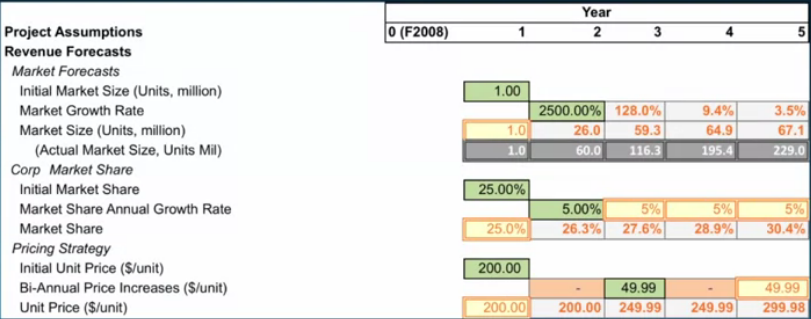 Year
Project Assumptions 0 (F2008) 1 2 3 4 5
Revenue Forecasts
Market Forecasts
Initial Market Size (Units, million) 1.00
Market Growth Rate 2500.00% 128.0% 9.4% 3.5%
Market Size (Units, million) 1.0 26.0 59.3 64.9 67.1
(Actual Market Size, Units Mil) 1.0 60.0 116.3 195.4 229.0
Corp Market Share
Initial Market Share 25.00%
Market Share Annual Growth Rate 5.00% 5% 5% 5%
Market Share 25.0% 26.3% 27.6% 28.9% 30.4%
Pricing Strategy
Initial Unit Price ($/unit) 200.00
Bi-Annual Price Increases ($/unit) - 49.99 - 49.99
Unit Price ($/unit) 200.00 200.00 249.99 249.99 299.98